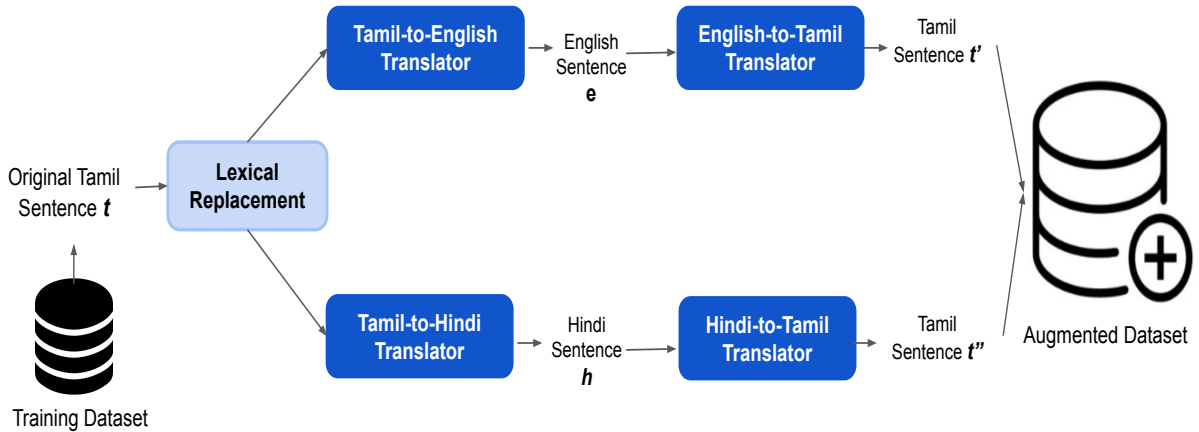 Tamil-to-English
Translator
English
Sentence
e
English-to-Tamil
Translator
Tamil
Sentence t'
Original Tamil
Sentence t
Lexical
Replacement
Training Dataset
Tamil-to-Hindi
Translator
Hindi
Sentence
h
Hindi-to-Tamil
Translator
Tamil
Sentence t"
Augmented Dataset